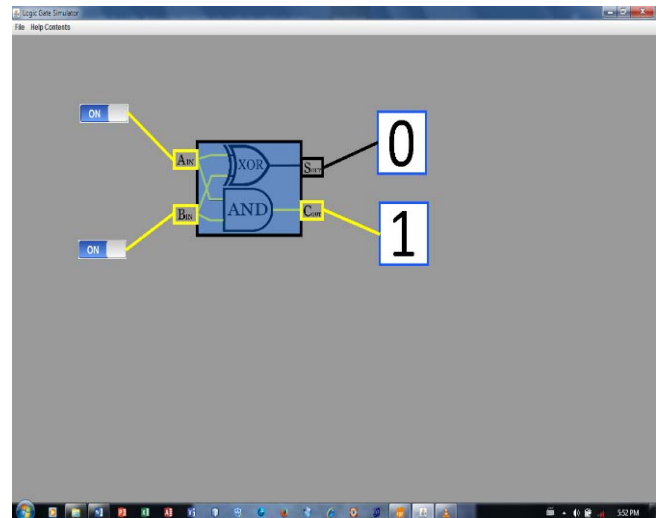 Logic Gate Simulator
File Help Contents
ON
0
AIN
XOR
SOUT
BIN
AND
COUT
1
ON
5:52 PM